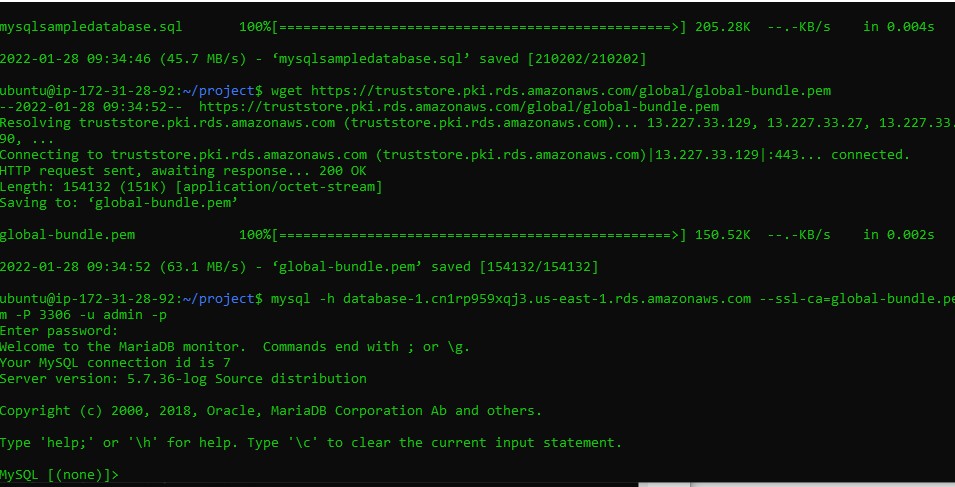 mysqlsampledatabase.sql 100%[================================================>] 205.28K --.-KB/s in 0.004s
2022-01-28 09:34:46 (45.7 MB/s) - ‘mysqlsampledatabase.sql’ saved [210202/210202]
ubuntu@ip-172-31-28-92:~/project$ wget https://truststore.pki.rds.amazonaws.com/global/global-bundle.pem
--2022-01-28 09:34:52-- https://truststore.pki.rds.amazonaws.com/global/global-bundle.pem
Resolving truststore.pki.rds.amazonaws.com (truststore.pki.rds.amazonaws.com)... 13.227.33.129, 13.227.33.27, 13.227.33.
90, ...
Connecting to truststore.pki.rds.amazonaws.com (truststore.pki.rds.amazonaws.com)|13.227.33.129|:443... connected.
HTTP request sent, awaiting response... 200 OK
Length: 154132 (151K) [application/octet-stream]
Saving to: ‘global-bundle.pem’
global-bundle.pem 100%[================================================>] 150.52K --.-KB/s in 0.002s
2022-01-28 09:34:52 (63.1 MB/s) - ‘global-bundle.pem’ saved [154132/154132]
ubuntu@ip-172-31-28-92:~/project$ mysql -h database-1.cn1rp959xqj3.us-east-1.rds.amazonaws.com --ssl-ca=global-bundle.pe
m -P 3306 -u admin -p
Enter password:
Welcome to the MariaDB monitor. Commands end with ; or \g.
Your MySQL connection id is 7
Server version: 5.7.36-log Source distribution
Copyright (c) 2000, 2018, Oracle, MariaDB Corporation Ab and others.
Type 'help;' or '\h' for help. Type '\c' to clear the current input statement.
MySQL [(none)]>